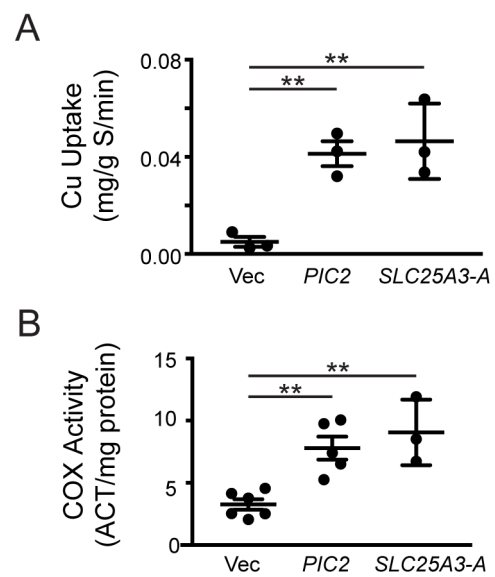 A
Cu Uptake
(mg/g S/min)
0.08
0.04
0.00
**
**
Vec
PIC2
SLC25A3-A
B
COX Activity
(ACT/mg protein)
15
10
5
0
**
**
Vec
PIC2
SLC25A3-A